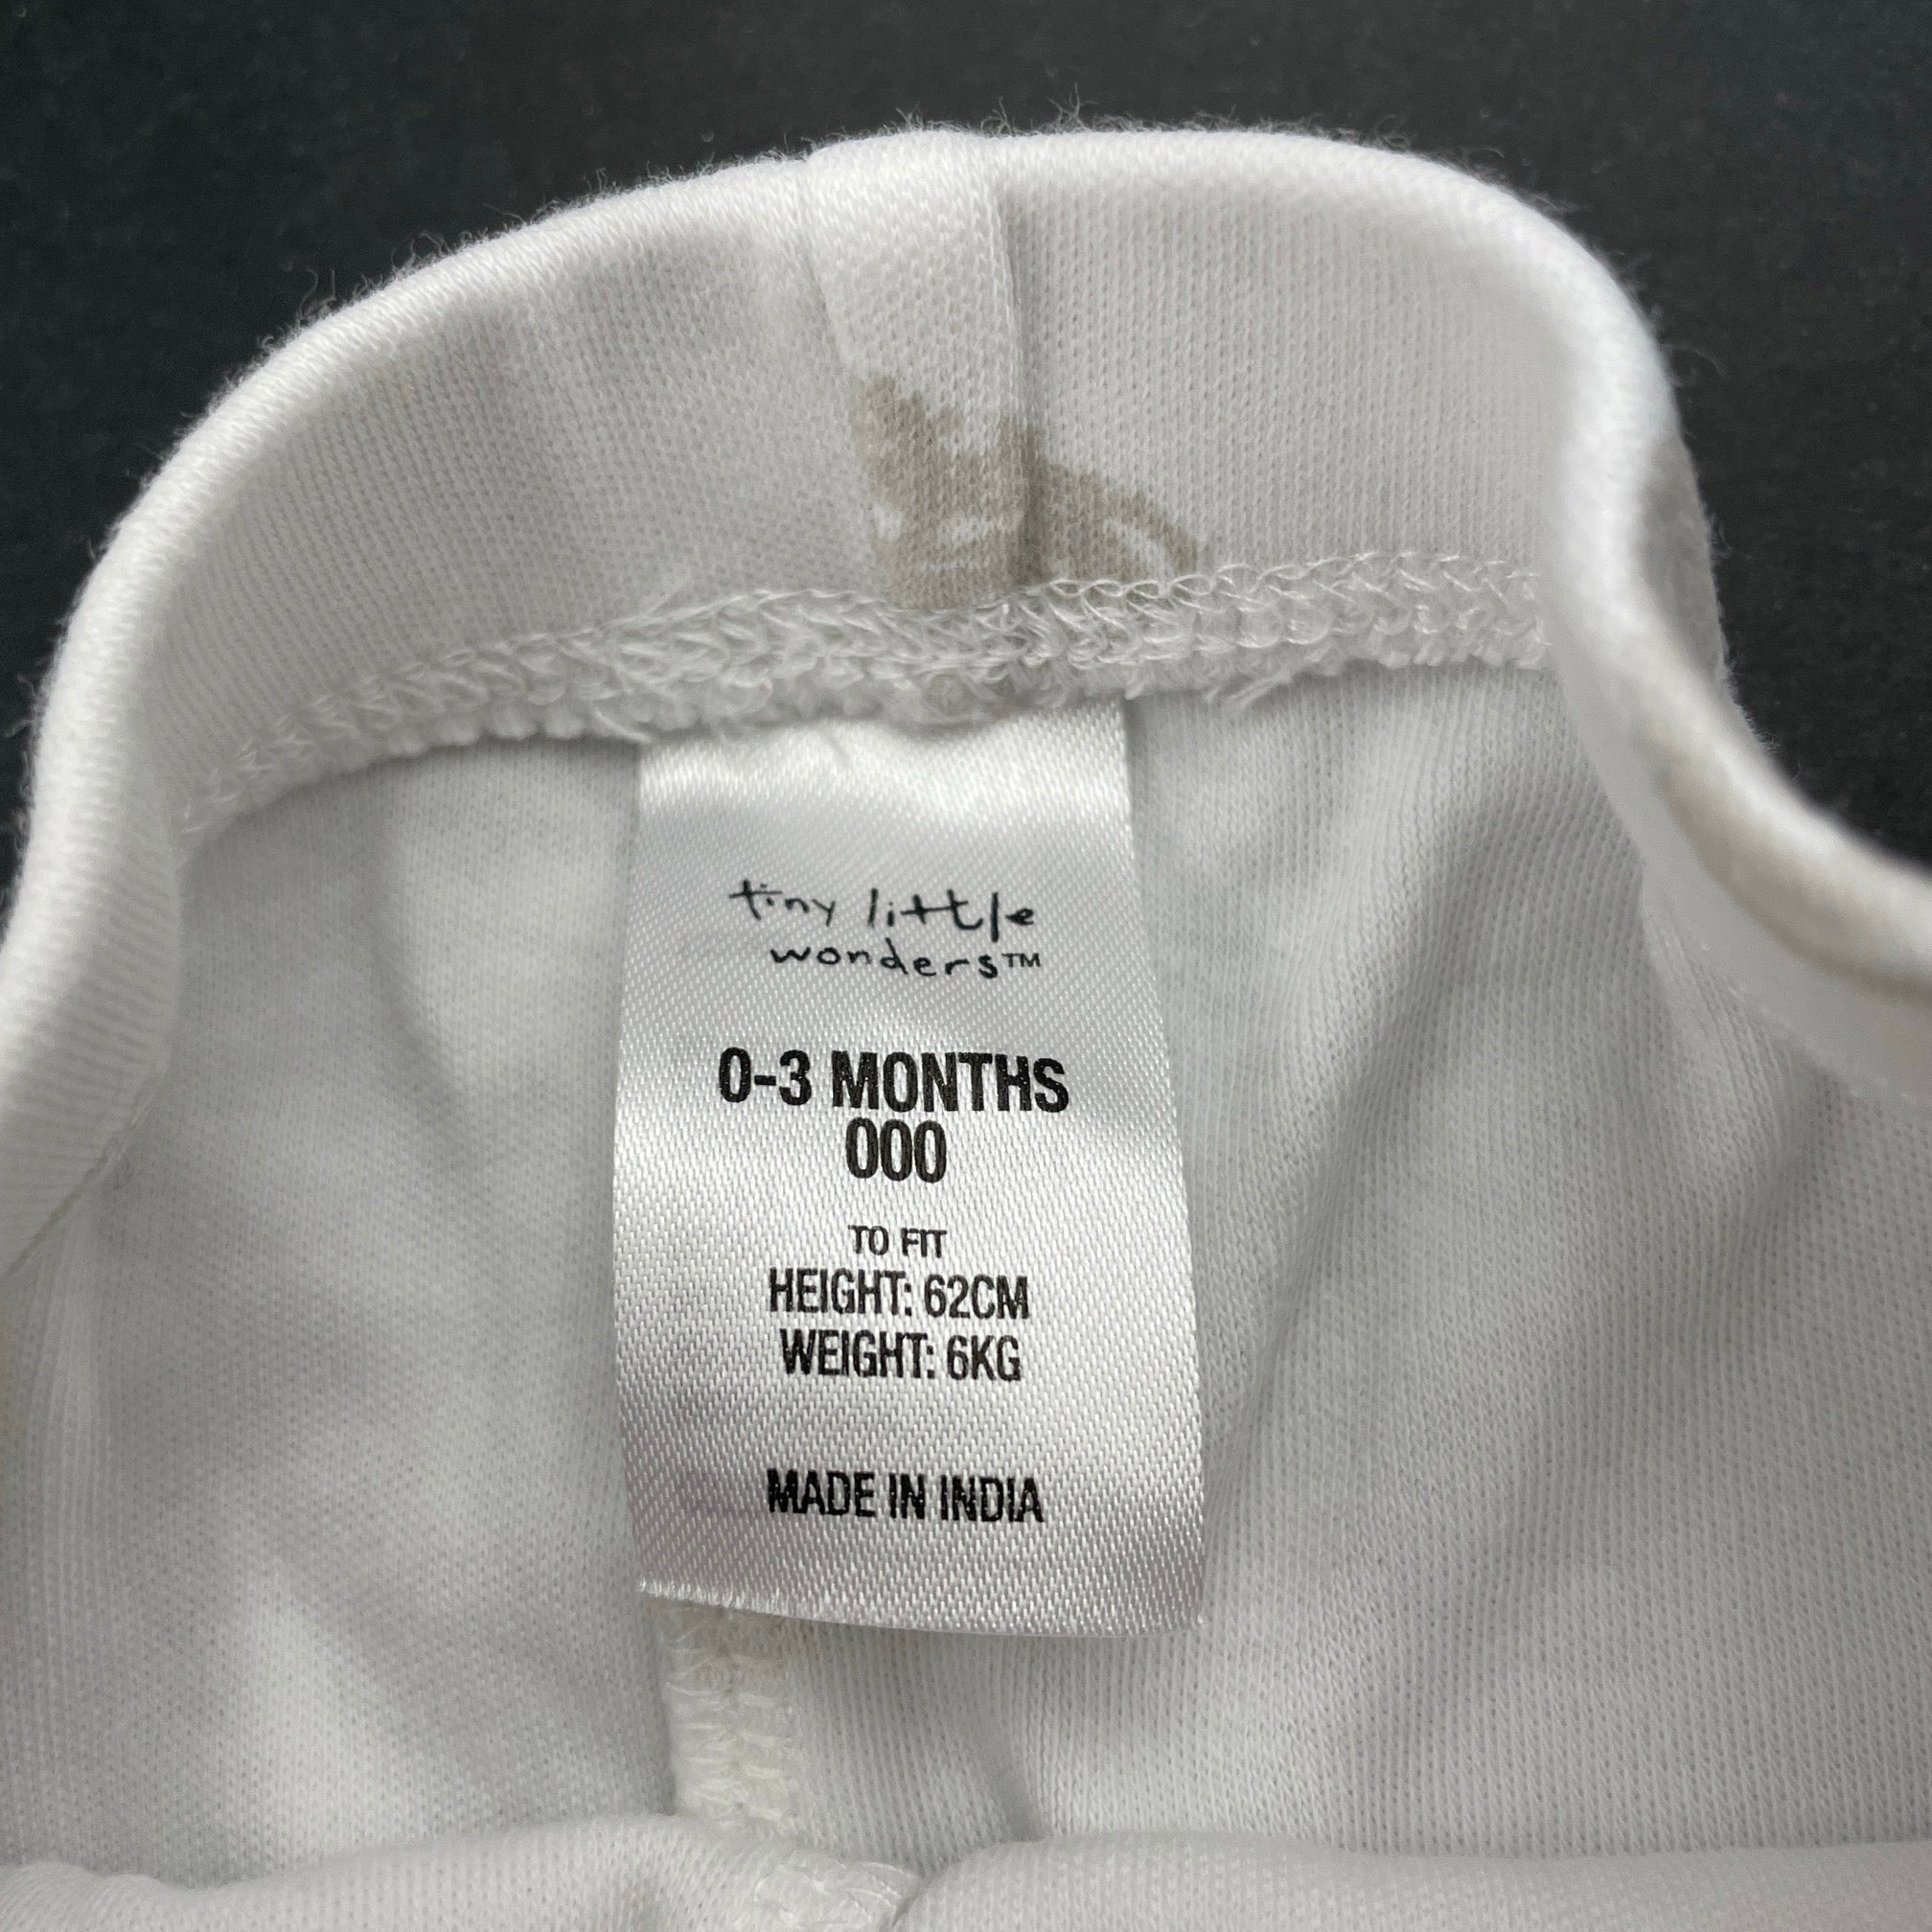 tiny little
wonders™
0-3 MONTHS
000
TO FIT
HEIGHT: 62CM
WEIGHT: 6KG
MADE IN INDIA